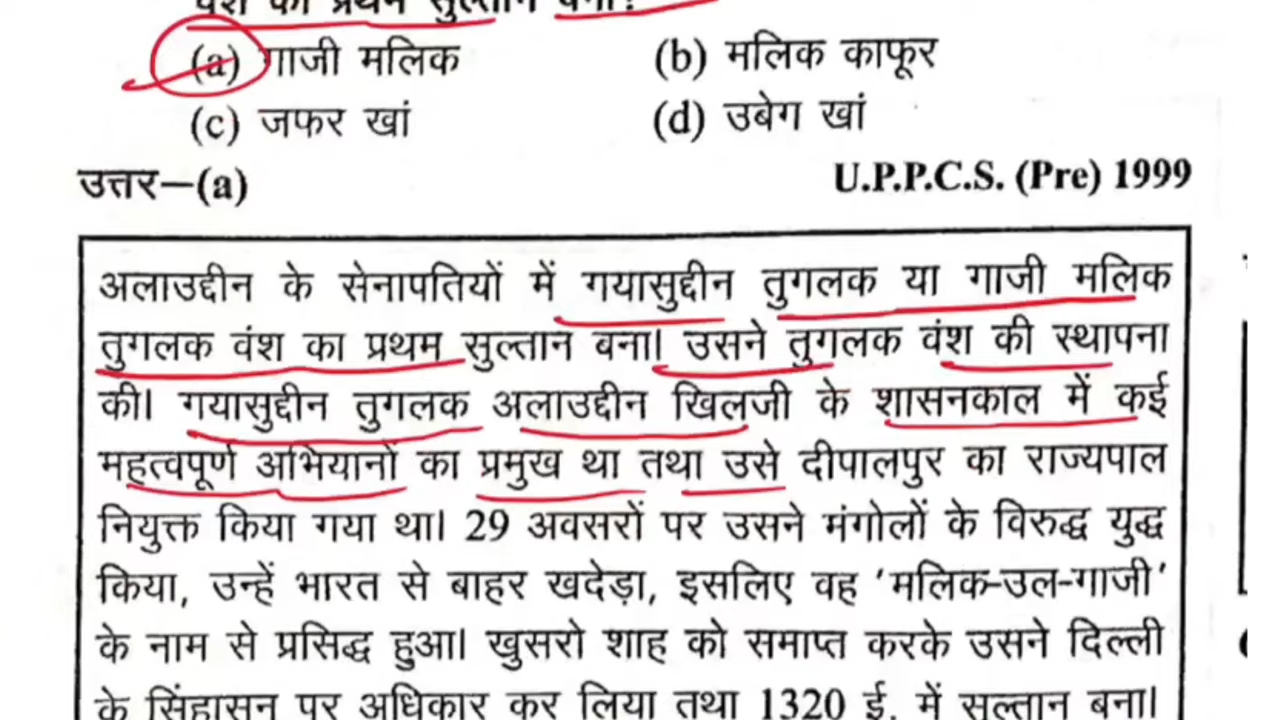 वंश का प्रथम सुल्तान बना?
(a) गाजी मलिक (b) मलिक काफूर
(c) जफर खां (d) उबेग खां
उत्तर—(a) U.P.P.C.S. (Pre) 1999
अलाउद्दीन के सेनापतियों में गयासुद्दीन तुगलक या गाजी मलिक
तुगलक वंश का प्रथम सुल्तान बना। उसने तुगलक वंश की स्थापना
की। गयासुद्दीन तुगलक अलाउद्दीन खिलजी के शासनकाल में कई
महत्वपूर्ण अभियानों का प्रमुख था तथा उसे दीपालपुर का राज्यपाल
नियुक्त किया गया था। 29 अवसरों पर उसने मंगोलों के विरुद्ध युद्ध
किया, उन्हें भारत से बाहर खदेड़ा, इसलिए वह 'मलिक-उल-गाजी'
के नाम से प्रसिद्ध हुआ। खुसरो शाह को समाप्त करके उसने दिल्ली
के सिंहासन पर अधिकार कर लिया तथा 1320 ई. में सुल्तान बना।